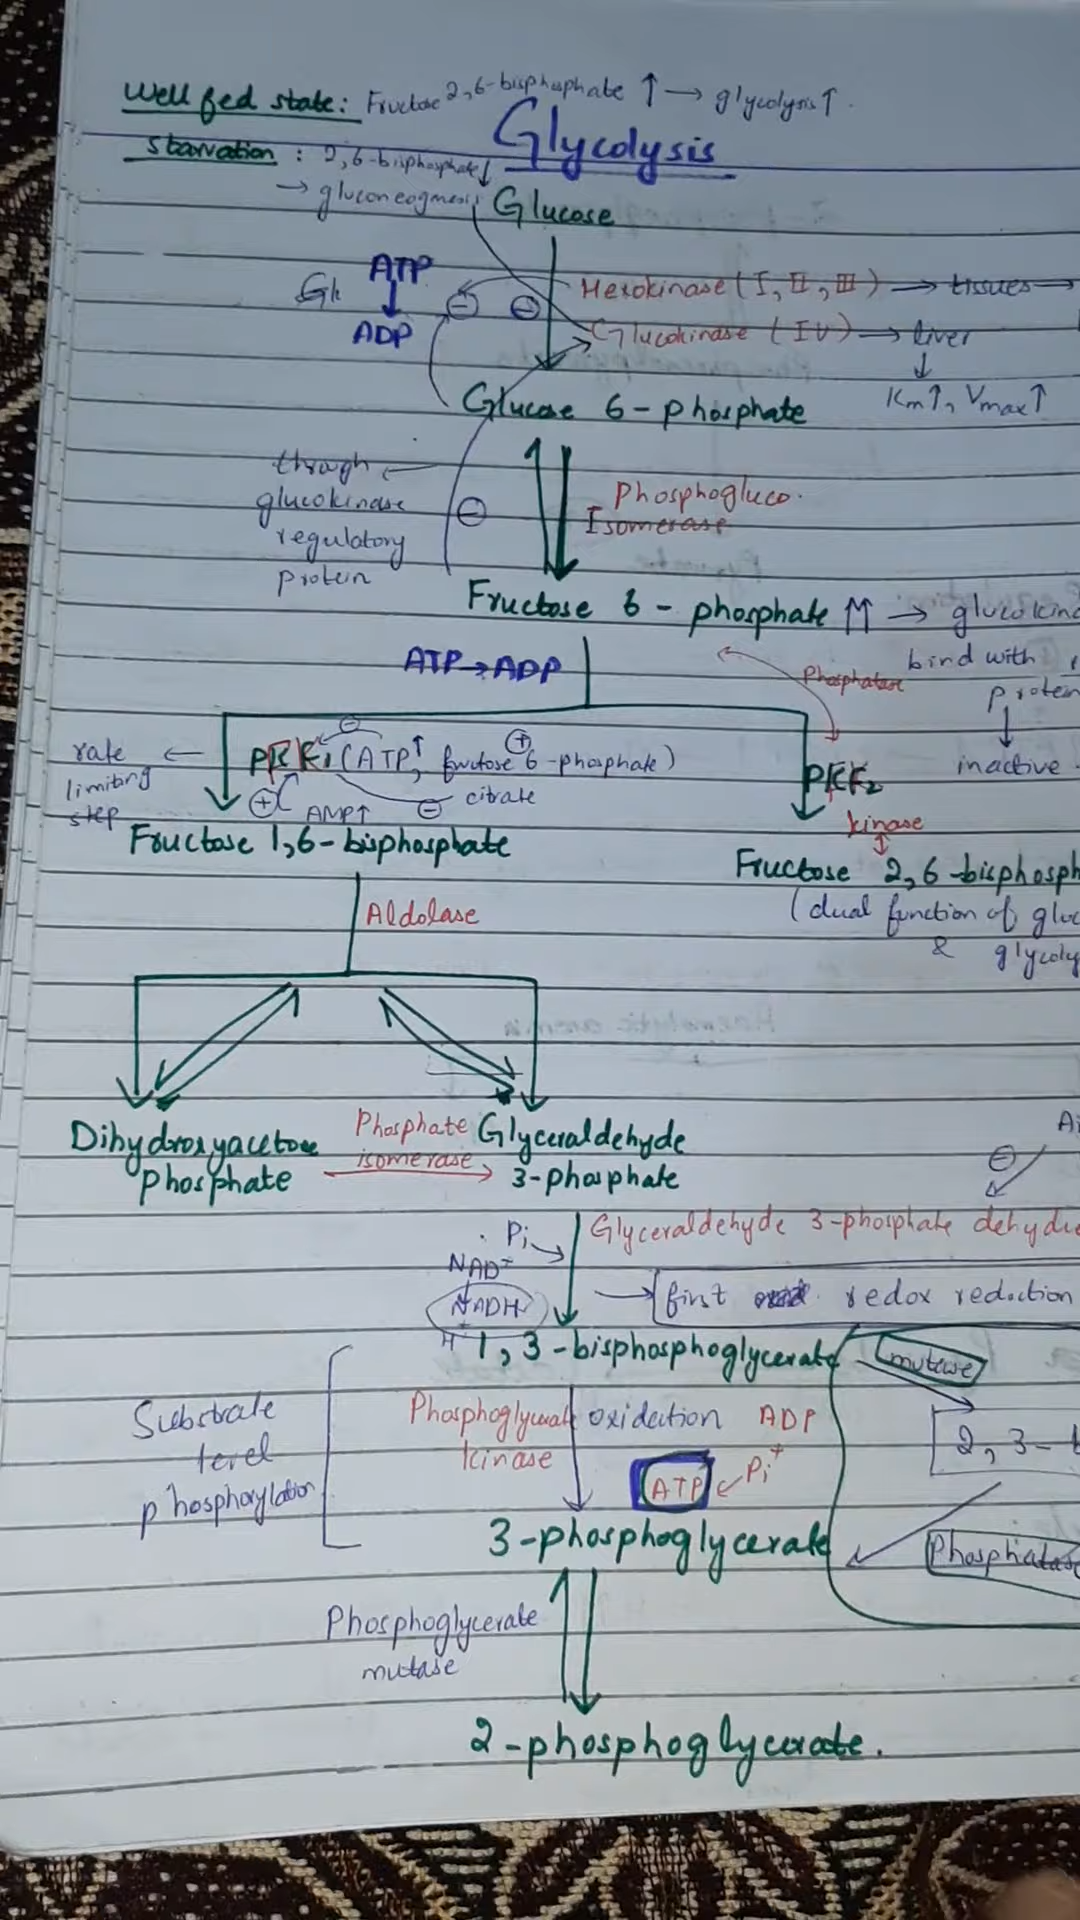 Well fed state: Fructose 2,6-bisphosphate ↑ → glycolysis ↑.
Glycolysis
Starvation : 2,6-bisphosphate↓
→ gluconeogenesis
Glucose
ATP
↓
ADP
Gl
⊖ ⊖
Hexokinase (I, II, III) → tissues →
Glucokinase (IV) → liver
↓
Km↑, Vmax↑
Glucose 6-phosphate
through
glucokinase
regulatory
protein
⊖
Phosphogluco.
Isomerase
Fructose 6-phosphate ↑↑ → glucokin
bind with
protein
↓
inactive
ATP→ADP
Phosphatase
rate
limiting
step
←
PFK1 (ATP↑, fructose 6-phosphate)
⊖ ⊕
⊕ AMP↑ ⊖ citrate
PFK2
kinase
Fructose 1,6-bisphosphate
Fructose 2,6-bisphosph
(dual function of gluc
& glycoly
Aldolase
Dihydroxyacetone
phosphate
Phosphate
isomerase
Glyceraldehyde
3-phosphate
⊖
Glyceraldehyde 3-phosphate dehyd
Pi
NAD+
NADH
H+
→ first redox reduction
1,3-bisphosphoglycerate
mutase
2,3-b
Substrate
level
phosphorylation
Phosphoglycerate
kinase
oxidation ADP
ATP ← Pi+
3-phosphoglycerate
Phosphatase
Phosphoglycerate
mutase
2-phosphoglycerate.